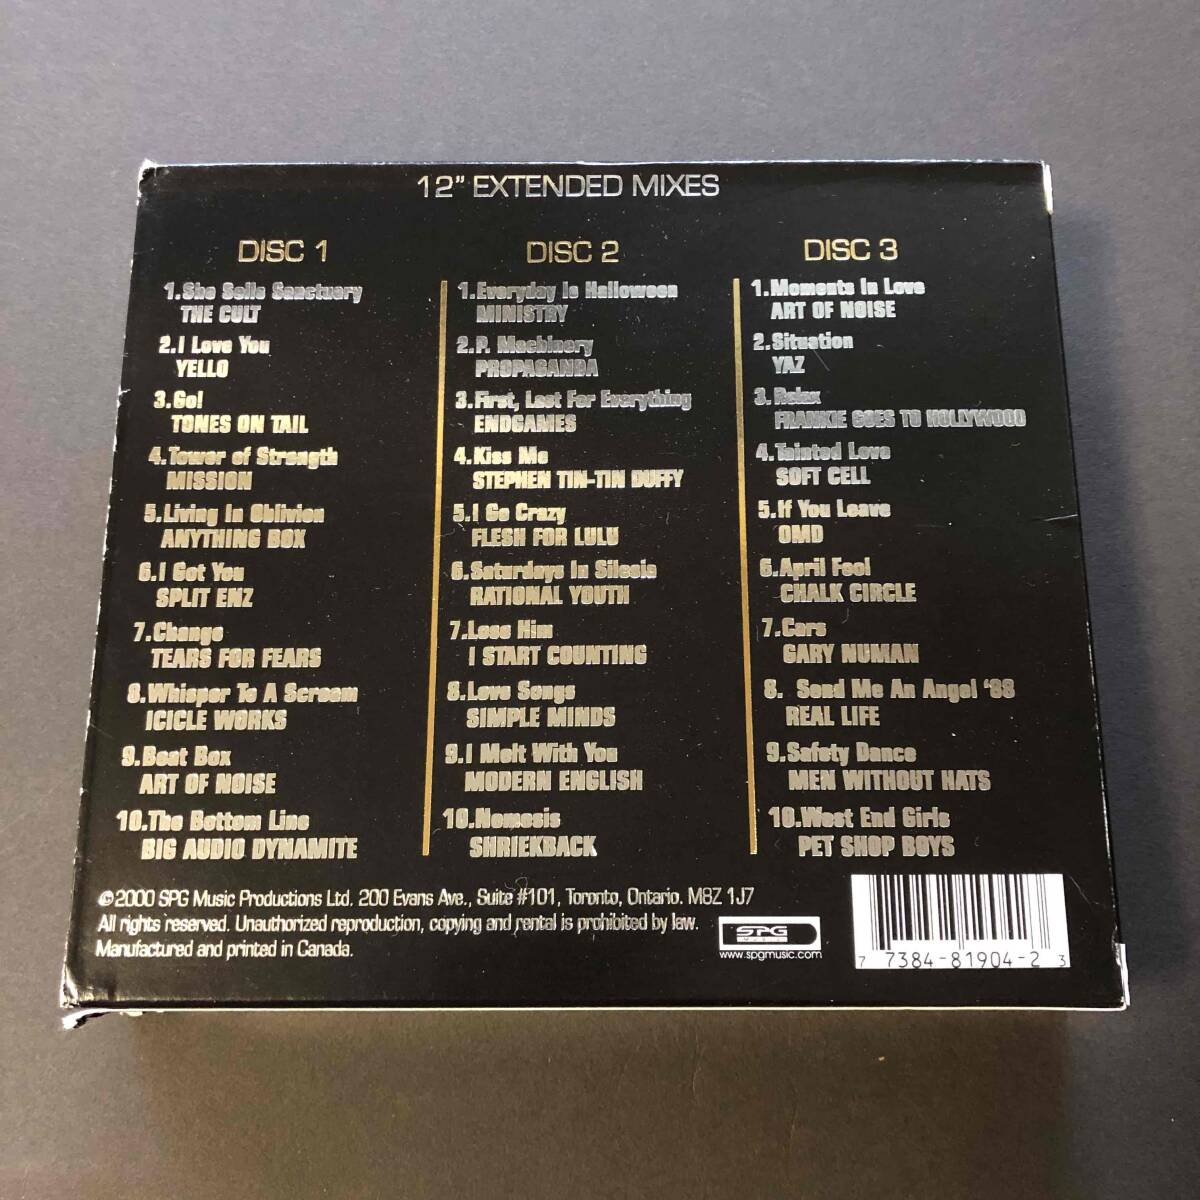 12" EXTENDED MIXES
DISC 1
1.She Sells Sanctuary
THE CULT
2.I Love You
YELLO
3.Go!
TONES ON TAIL
4.Tower of Strength
MISSION
5.Living In Oblivion
ANYTHING BOX
6.I Got You
SPLIT ENZ
7.Change
TEARS FOR FEARS
8.Whisper To A Scream
ICICLE WORKS
9.Beat Box
ART OF NOISE
10.The Bottom Line
BIG AUDIO DYNAMITE
DISC 2
1.Everyday Is Halloween
MINISTRY
2.P. Machinery
PROPAGANDA
3.First, Last For Everything
ENDGAMES
4.Kiss Me
STEPHEN TIN-TIN DUFFY
5.I Go Crazy
FLESH FOR LULU
6.Saturdays In Silesia
RATIONAL YOUTH
7.Lose Him
I START COUNTING
8.Love Songs
SIMPLE MINDS
9.I Melt With You
MODERN ENGLISH
10.Nemesis
SHRIEKBACK
DISC 3
1.Moments In Love
ART OF NOISE
2.Situation
YAZ
3.Relax
FRANKIE GOES TO HOLLYWOOD
4.Tainted Love
SOFT CELL
5.If You Leave
OMD
6.April Fool
CHALK CIRCLE
7.Cars
GARY NUMAN
8. Send Me An Angel '89
REAL LIFE
9.Safety Dance
MEN WITHOUT HATS
10.West End Girls
PET SHOP BOYS
©2000 SPG Music Productions Ltd. 200 Evans Ave., Suite #101, Toronto, Ontario. M8Z 1J7
All rights reserved. Unauthorized reproduction, copying and rental is prohibited by law.
Manufactured and printed in Canada.
SPG
MUSIC
www.spgmusic.com
7 7384-81904-2 3